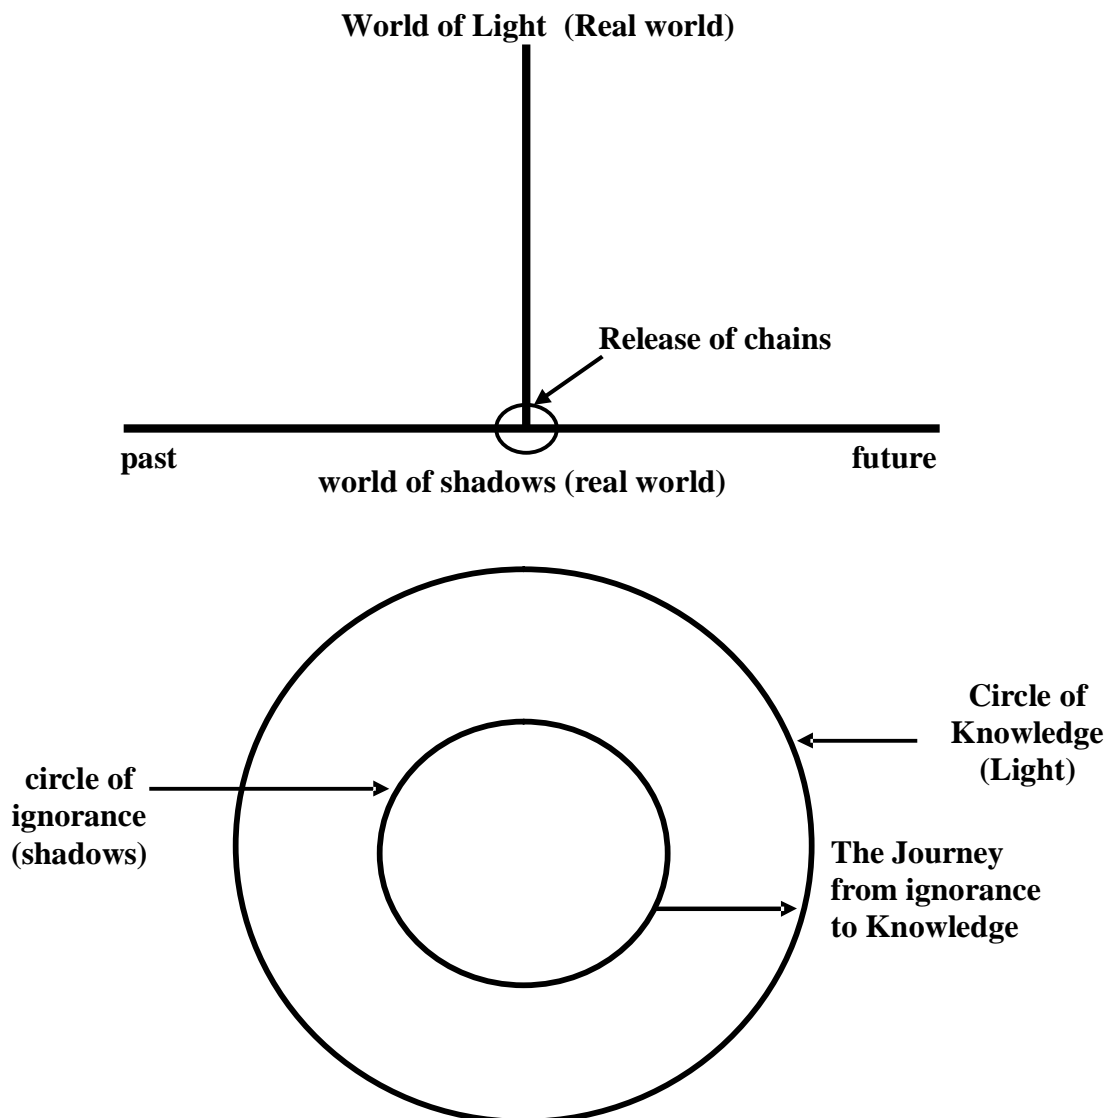 World of Light (Real world)
Release of chains
past
future
world of shadows (real world)
Circle of
Knowledge
(Light)
circle of
ignorance
(shadows)
The Journey
from ignorance
to Knowledge